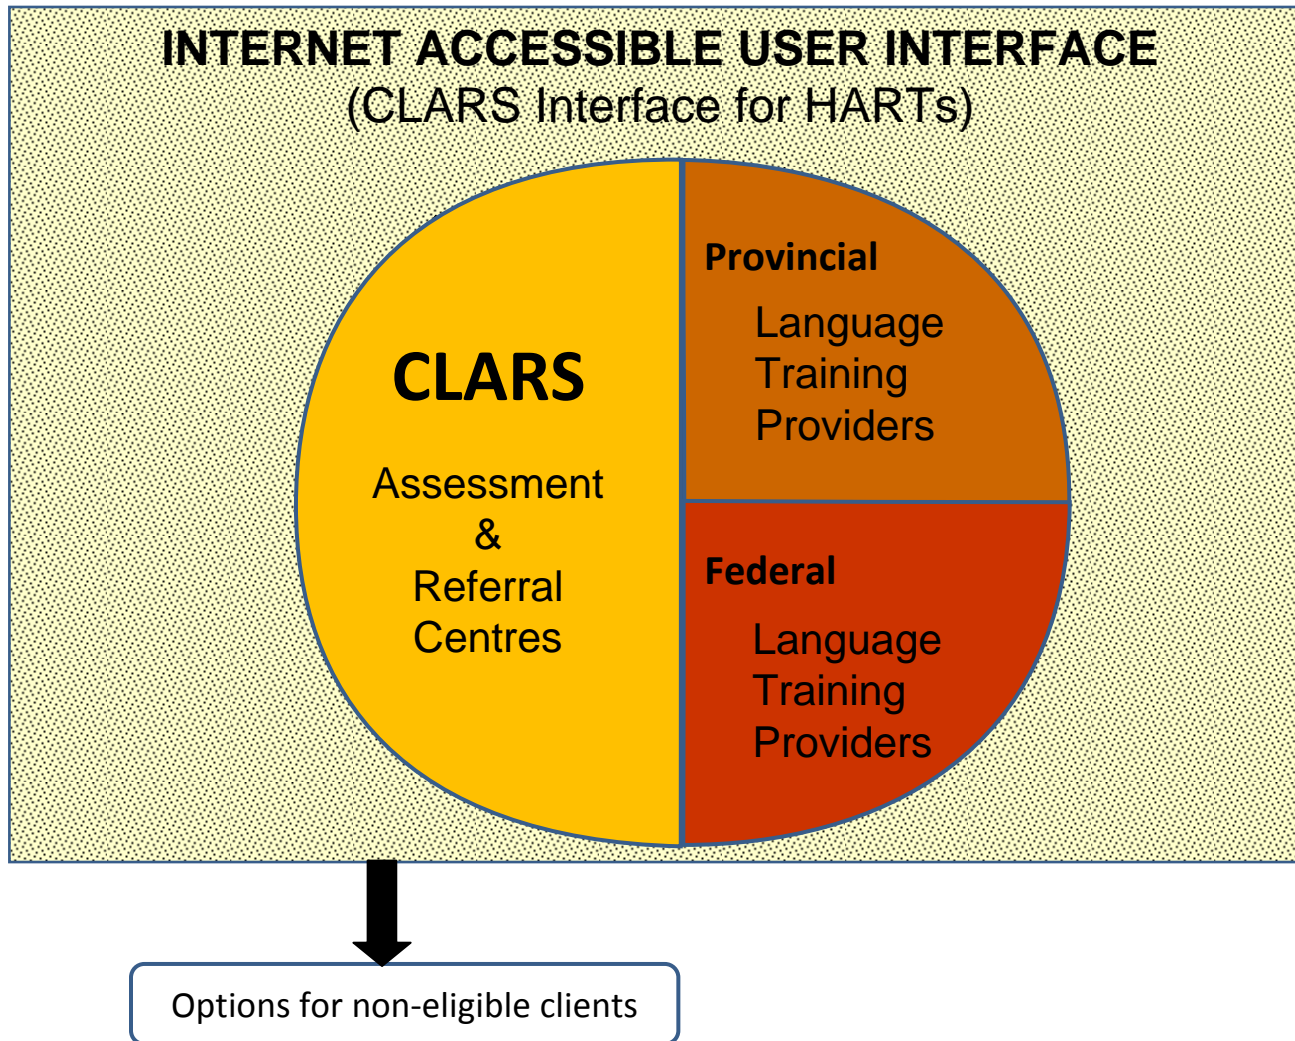 INTERNET ACCESSIBLE USER INTERFACE
(CLARS Interface for HARTs)
CLARS
Assessment
&
Referral
Centres
Provincial
Language
Training
Providers
Federal
Language
Training
Providers
Options for non-eligible clients